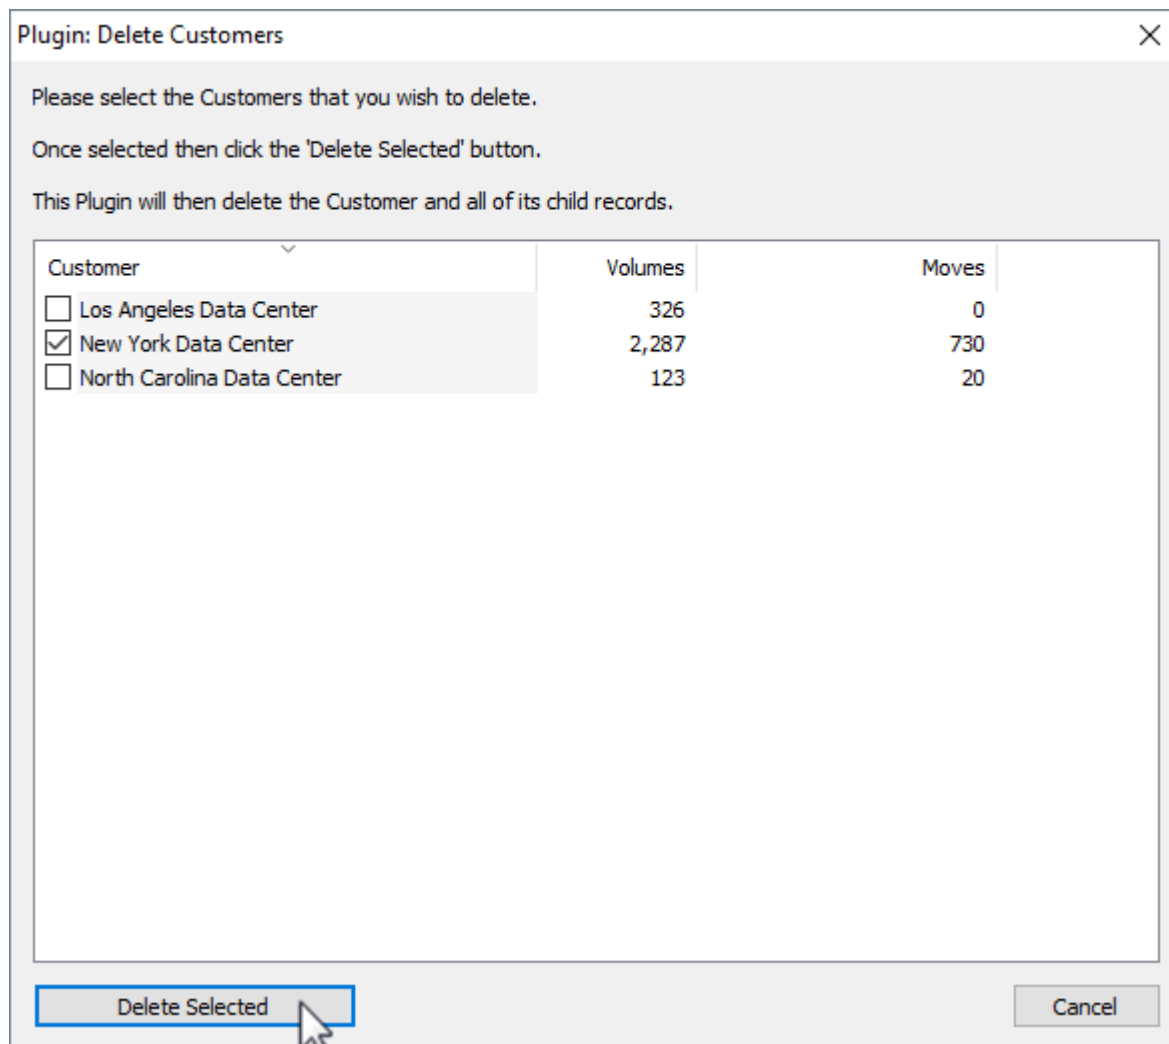 Plugin: Delete Customers
Please select the Customers that you wish to delete.
Once selected then click the 'Delete Selected' button.
This Plugin will then delete the Customer and all of its child records.
Customer Volumes Moves
Los Angeles Data Center 326 0
New York Data Center 2,287 730
North Carolina Data Center 123 20
Delete Selected Cancel